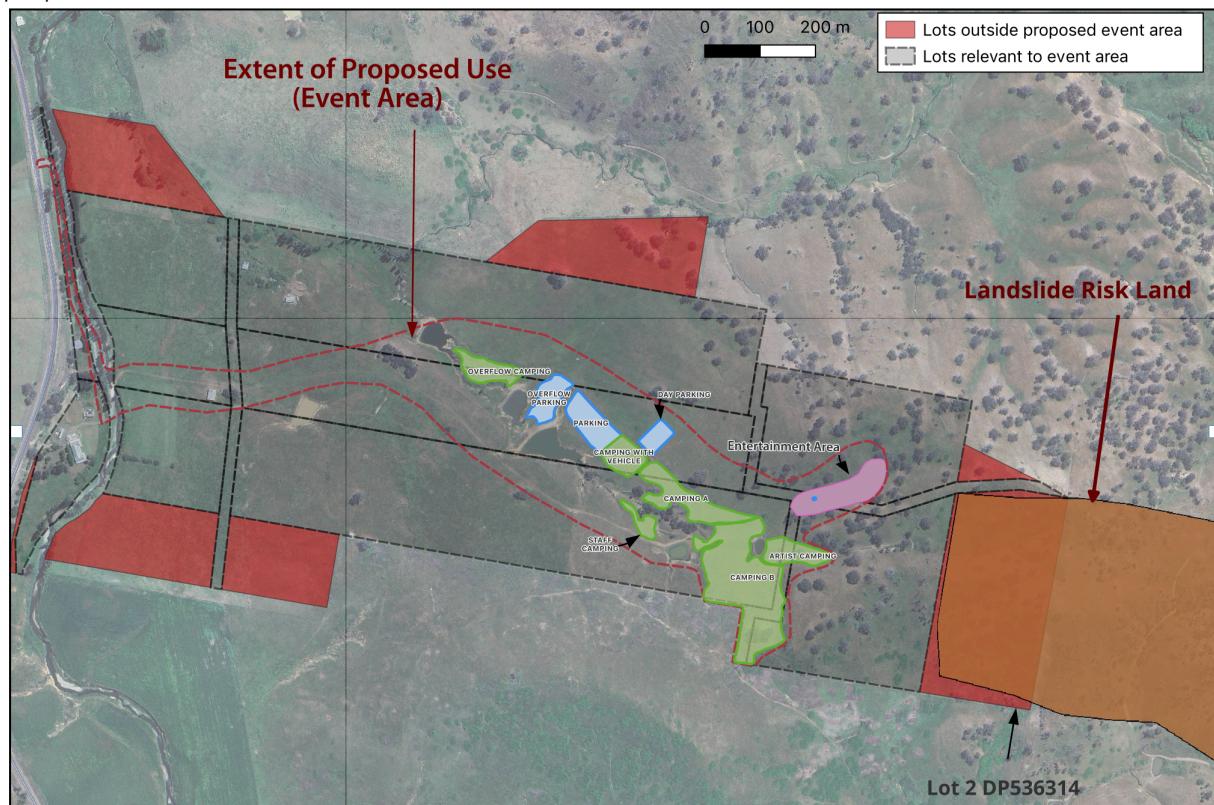 0 100 200 m
Lots outside proposed event area
Lots relevant to event area
Extent of Proposed Use
(Event Area)
Landslide Risk Land
OVERFLOW CAMPING
OVERFLOW
PARKING
DAY PARKING
PARKING
Entertainment Area
CAMPING WITH
VEHICLE
CAMPING A
STAFF
CAMPING
ARTIST CAMPING
CAMPING B
Lot 2 DP536314